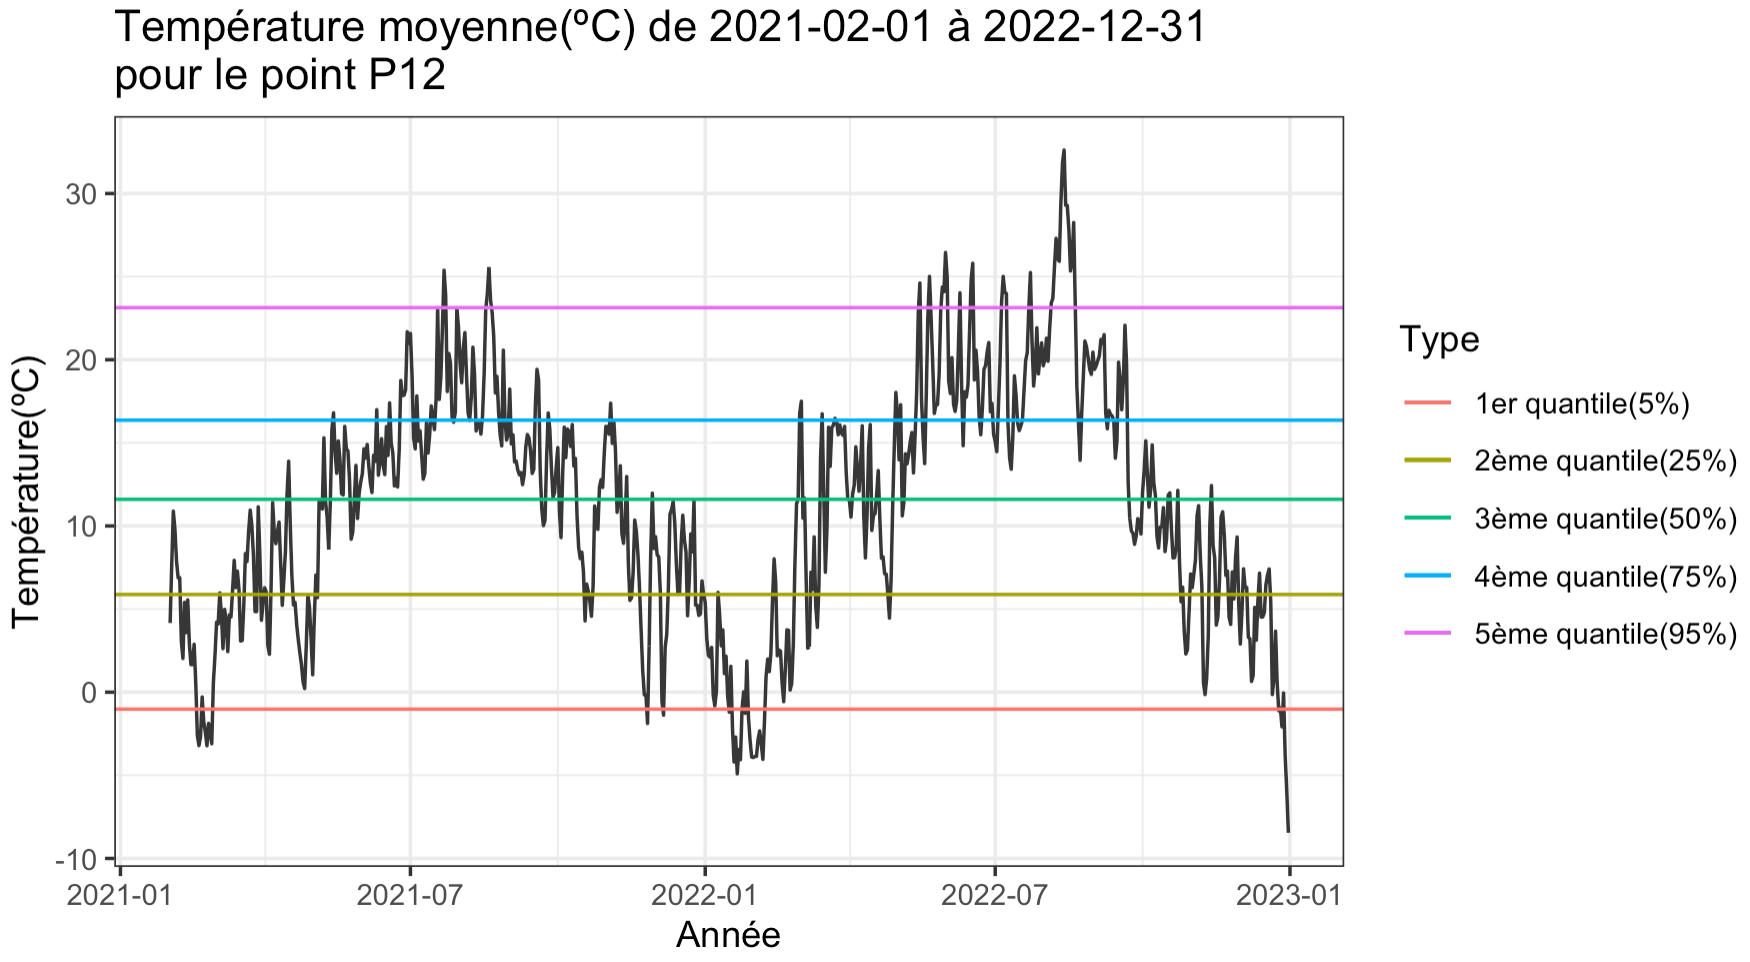 Température moyenne(ºC) de 2021-02-01 à 2022-12-31
pour le point P12
Température(ºC)
30
20
10
0
-10
2021-01
2021-07
2022-01
2022-07
2023-01
Année
Type
1er quantile(5%)
2ème quantile(25%)
3ème quantile(50%)
4ème quantile(75%)
5ème quantile(95%)